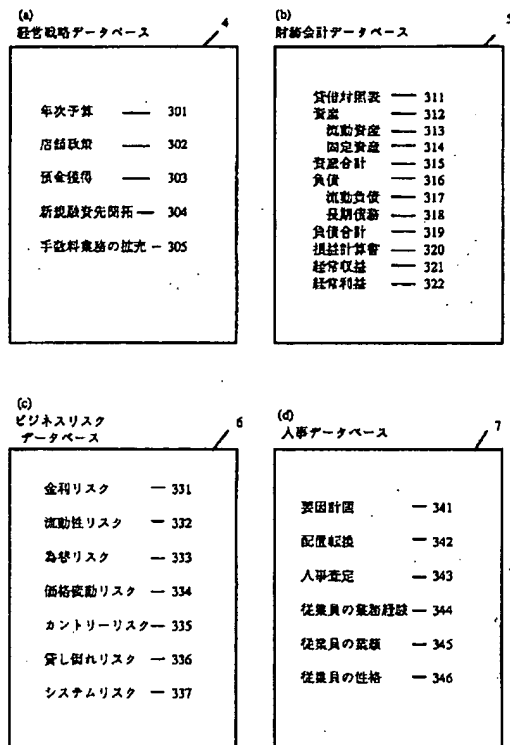 (a)
経営戦略データベース
4
年次予算 — 301
店舗政策 — 302
預金獲得 — 303
新規融資先開拓 — 304
手数料業務の拡充 — 305
(b)
財務会計データベース
5
貸借対照表 — 311
資産 — 312
流動資産 — 313
固定資産 — 314
資産合計 — 315
負債 — 316
流動負債 — 317
長期債務 — 318
負債合計 — 319
損益計算書 — 320
経常収益 — 321
経常利益 — 322
(c)
ビジネスリスク
データベース
6
金利リスク — 331
流動性リスク — 332
為替リスク — 333
価格変動リスク — 334
カントリーリスク — 335
貸し倒れリスク — 336
システムリスク — 337
(d)
人事データベース
7
要員計画 — 341
配置転換 — 342
人事査定 — 343
従業員の業務経験 — 344
従業員の業績 — 345
従業員の性格 — 346